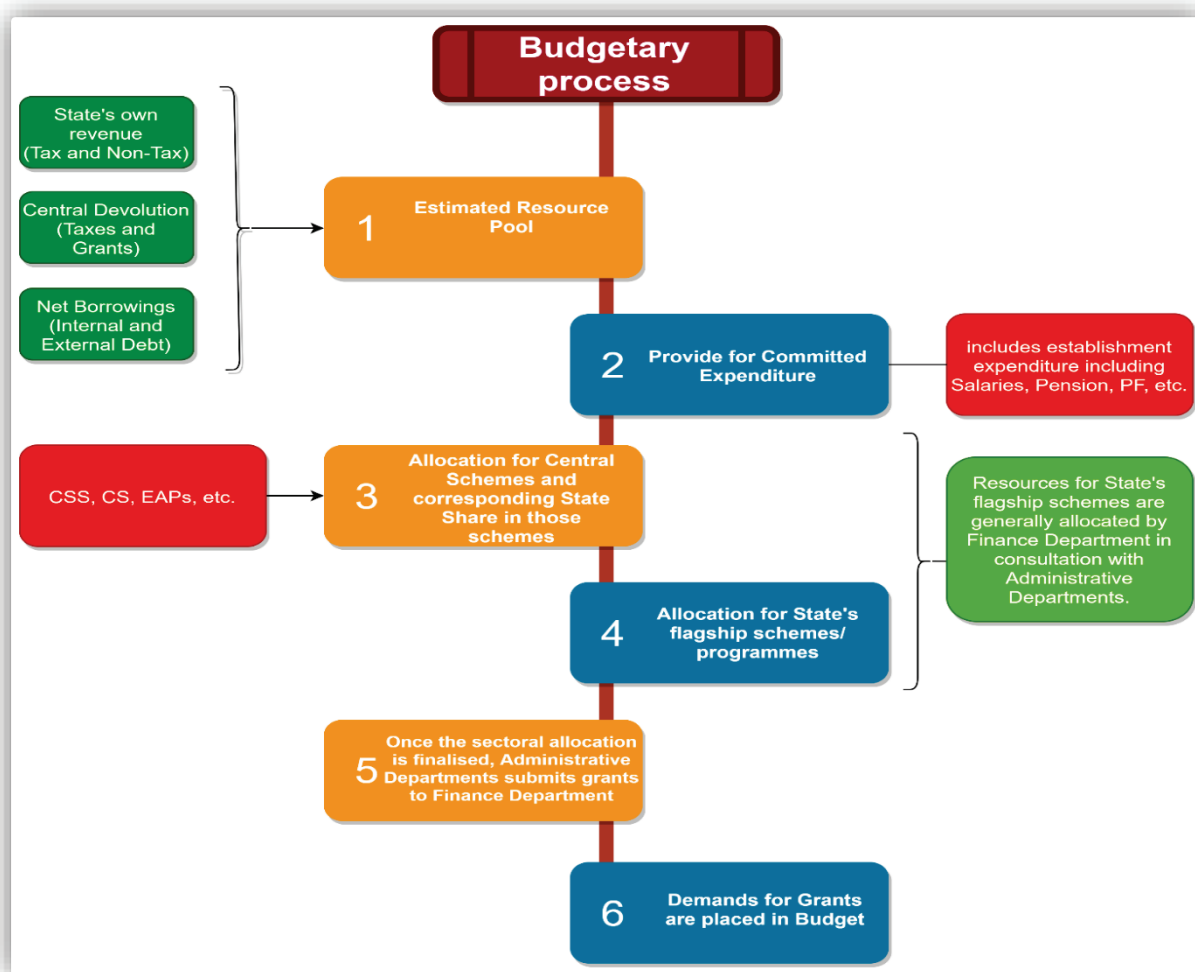 Budgetary
process
State's own
revenue
(Tax and Non-Tax)
Central Devolution
(Taxes and
Grants)
Net Borrowings
(Internal and
External Debt)
1
Estimated Resource
Pool
2
Provide for Committed
Expenditure
includes establishment
expenditure including
Salaries, Pension, PF, etc.
CSS, CS, EAPs, etc.
3
Allocation for Central
Schemes and
corresponding State
Share in those
schemes
4
Allocation for State's
flagship schemes/
programmes
Resources for State's
flagship schemes are
generally allocated by
Finance Department in
consultation with
Administrative
Departments.
5
Once the sectoral allocation
is finalised, Administrative
Departments submits grants
to Finance Department
6
Demands for Grants
are placed in Budget